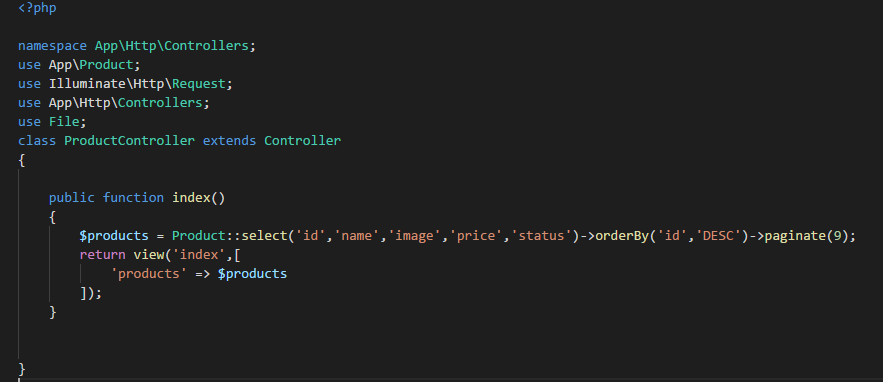 <?php
namespace App\Http\Controllers;
use App\Product;
use Illuminate\Http\Request;
use App\Http\Controllers;
use File;
class ProductController extends Controller
{
public function index()
{
$products = Product::select('id','name','image','price','status')->orderBy('id','DESC')->paginate(9);
return view('index',[
'products' => $products
]);
}
}